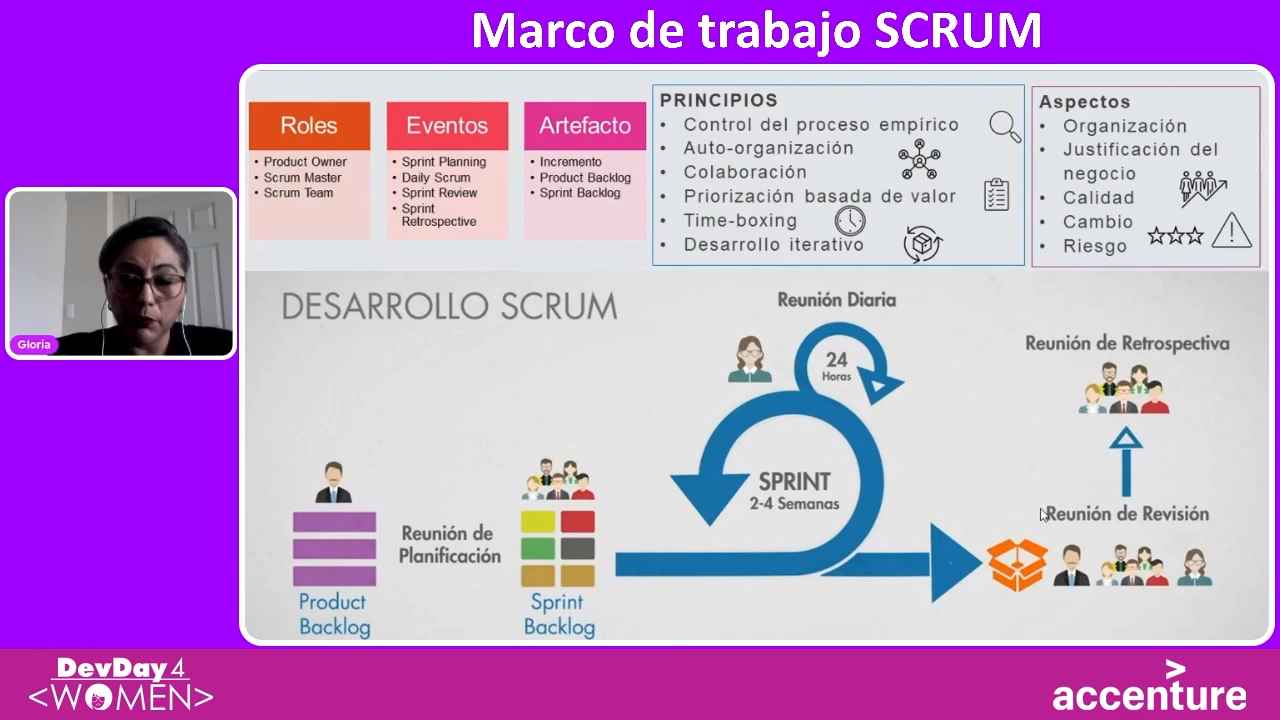 Marco de trabajo SCRUM
Roles
• Product Owner
• Scrum Master
• Scrum Team
Eventos
• Sprint Planning
• Daily Scrum
• Sprint Review
• Sprint
Retrospective
Artefacto
• Incremento
• Product Backlog
• Sprint Backlog
PRINCIPIOS
• Control del proceso empírico
• Auto-organización
• Colaboración
• Priorización basada de valor
• Time-boxing
• Desarrollo iterativo
Aspectos
• Organización
• Justificación del
negocio
• Calidad
• Cambio
• Riesgo
Gloria
DESARROLLO SCRUM
Reunión Diaria
24
Horas
SPRINT
2-4 Semanas
Reunión de Retrospectiva
Reunión de Revisión
Reunión de
Planificación
Product
Backlog
Sprint
Backlog
DevDay4
<WOMEN>
accenture